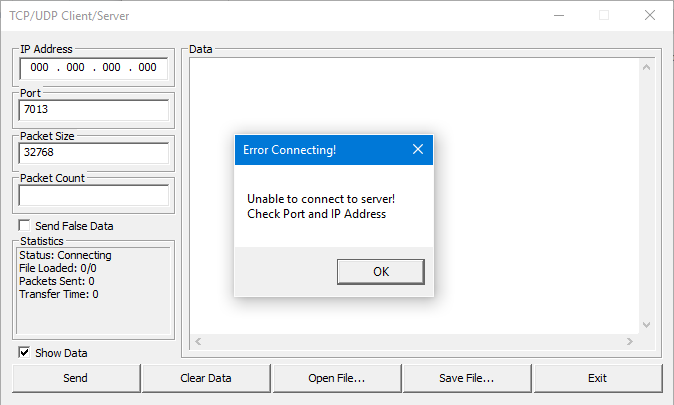 TCP/UDP Client/Server
IP Address
000 . 000 . 000 . 000
Port
7013
Packet Size
32768
Packet Count
Send False Data
Statistics
Status: Connecting
File Loaded: 0/0
Packets Sent: 0
Transfer Time: 0
Show Data
Data
Error Connecting!
Unable to connect to server!
Check Port and IP Address
OK
Send
Clear Data
Open File...
Save File...
Exit